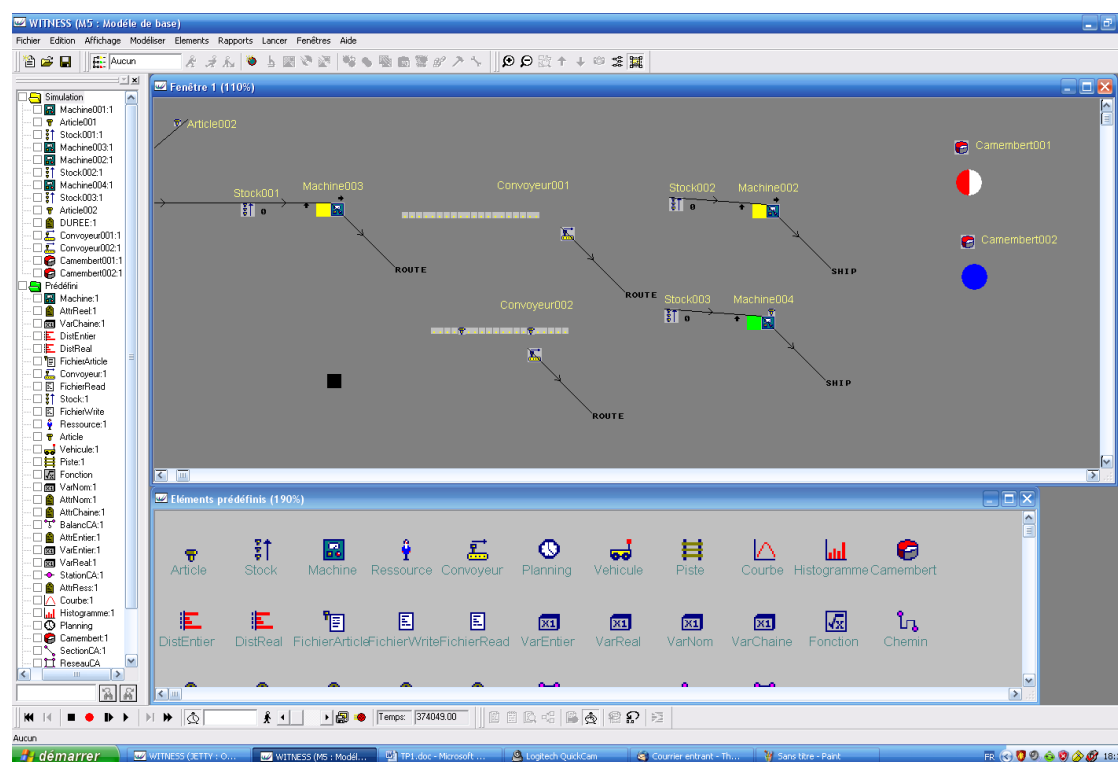 WITNESS (M5 : Modéle de base)
Fichier Edition Affichage Modéliser Elements Rapports Lancer Fenêtres Aide
Aucun
Simulation
Machine001:1
Article001
Stock001:1
Machine003:1
Machine002:1
Stock002:1
Machine004:1
Stock003:1
Article002
DUREE:1
Convoyeur001:1
Convoyeur002:1
Camembert001:1
Camembert002:1
Prédéfini
Machine:1
AttrReel:1
VarChaine:1
DistEntier
DistReal
FichierArticle
Convoyeur:1
FichierRead
Stock:1
FichierWrite
Ressource:1
Article
Vehicule:1
Piste:1
Fonction
VarNom:1
AttrNom:1
AttrChaine:1
BalancCA:1
AttrEntier:1
VarEntier:1
VarReal:1
StationCA:1
AttrRess:1
Courbe:1
Histogramme:1
Planning
Camembert:1
SectionCA:1
ReseauCA
Fenêtre 1 (110%)
Article002
Camembert001
Stock001 Machine003 Convoyeur001 Stock002 Machine002
0 0
Camembert002
ROUTE SHIP
ROUTE
Convoyeur002 Stock003 Machine004
0
SHIP
ROUTE
Eléments prédéfinis (190%)
Article Stock Machine Ressource Convoyeur Planning Vehicule Piste Courbe Histogramme Camembert
DistEntier DistReal FichierArticle FichierWrite FichierRead VarEntier VarReal VarNom VarChaine Fonction Chemin
Temps: 374049.00
Aucun
démarrer WITNESS (JETTY : O... WITNESS (M5 : Modél... TP1.doc - Microsoft ... Logitech QuickCam Courrier entrant - Th... Sans titre - Paint FR